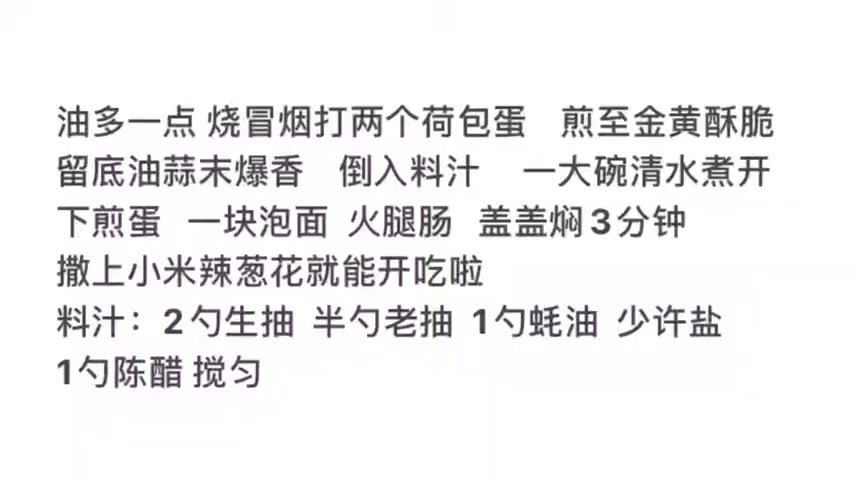 油多一点 烧冒烟打两个荷包蛋 煎至金黄酥脆
留底油蒜末爆香 倒入料汁 一大碗清水煮开
下煎蛋 一块泡面 火腿肠 盖盖焖3分钟
撒上小米辣葱花就能开吃啦
料汁：2勺生抽 半勺老抽 1勺蚝油 少许盐
1勺陈醋 搅匀